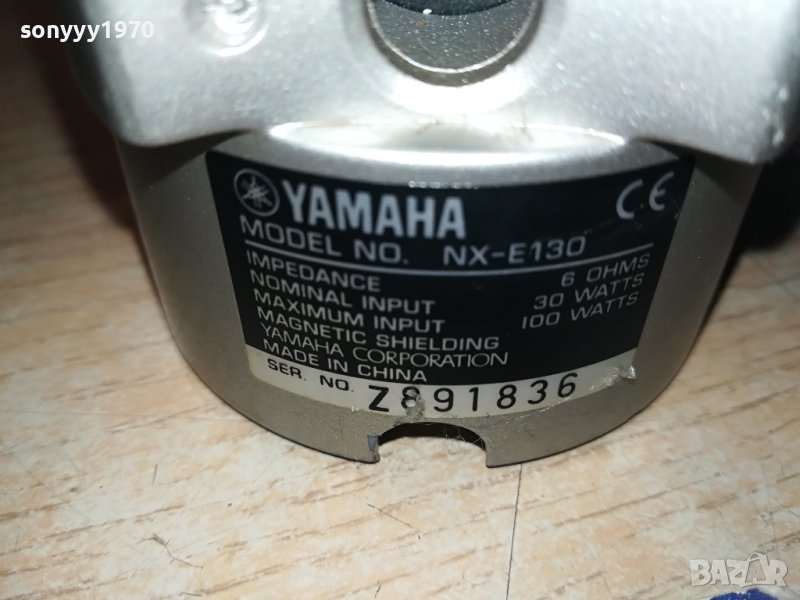 sonyyy1970
YAMAHA CE
MODEL NO. NX-E130
IMPEDANCE 6 OHMS
NOMINAL INPUT 30 WATTS
MAXIMUM INPUT 100 WATTS
MAGNETIC SHIELDING
YAMAHA CORPORATION
MADE IN CHINA
SER. NO. Z891836
BAZAR